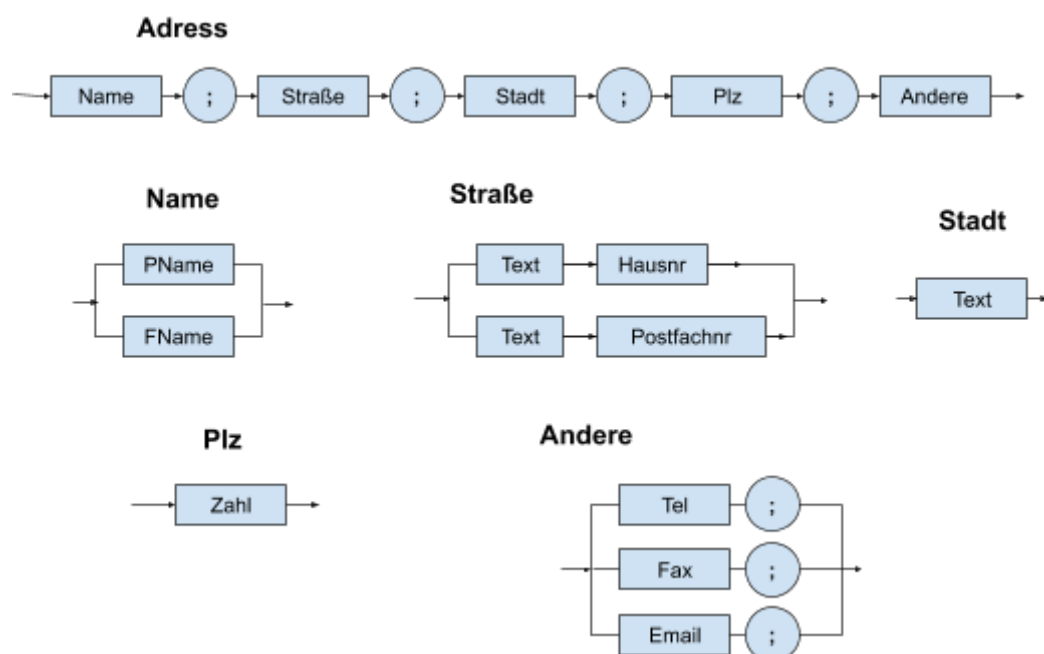 Adress
Name ; Straße ; Stadt ; Plz ; Andere
Name
PName
FName
Straße
Text Hausnr
Text Postfachnr
Stadt
Text
Plz
Zahl
Andere
Tel ;
Fax ;
Email ;